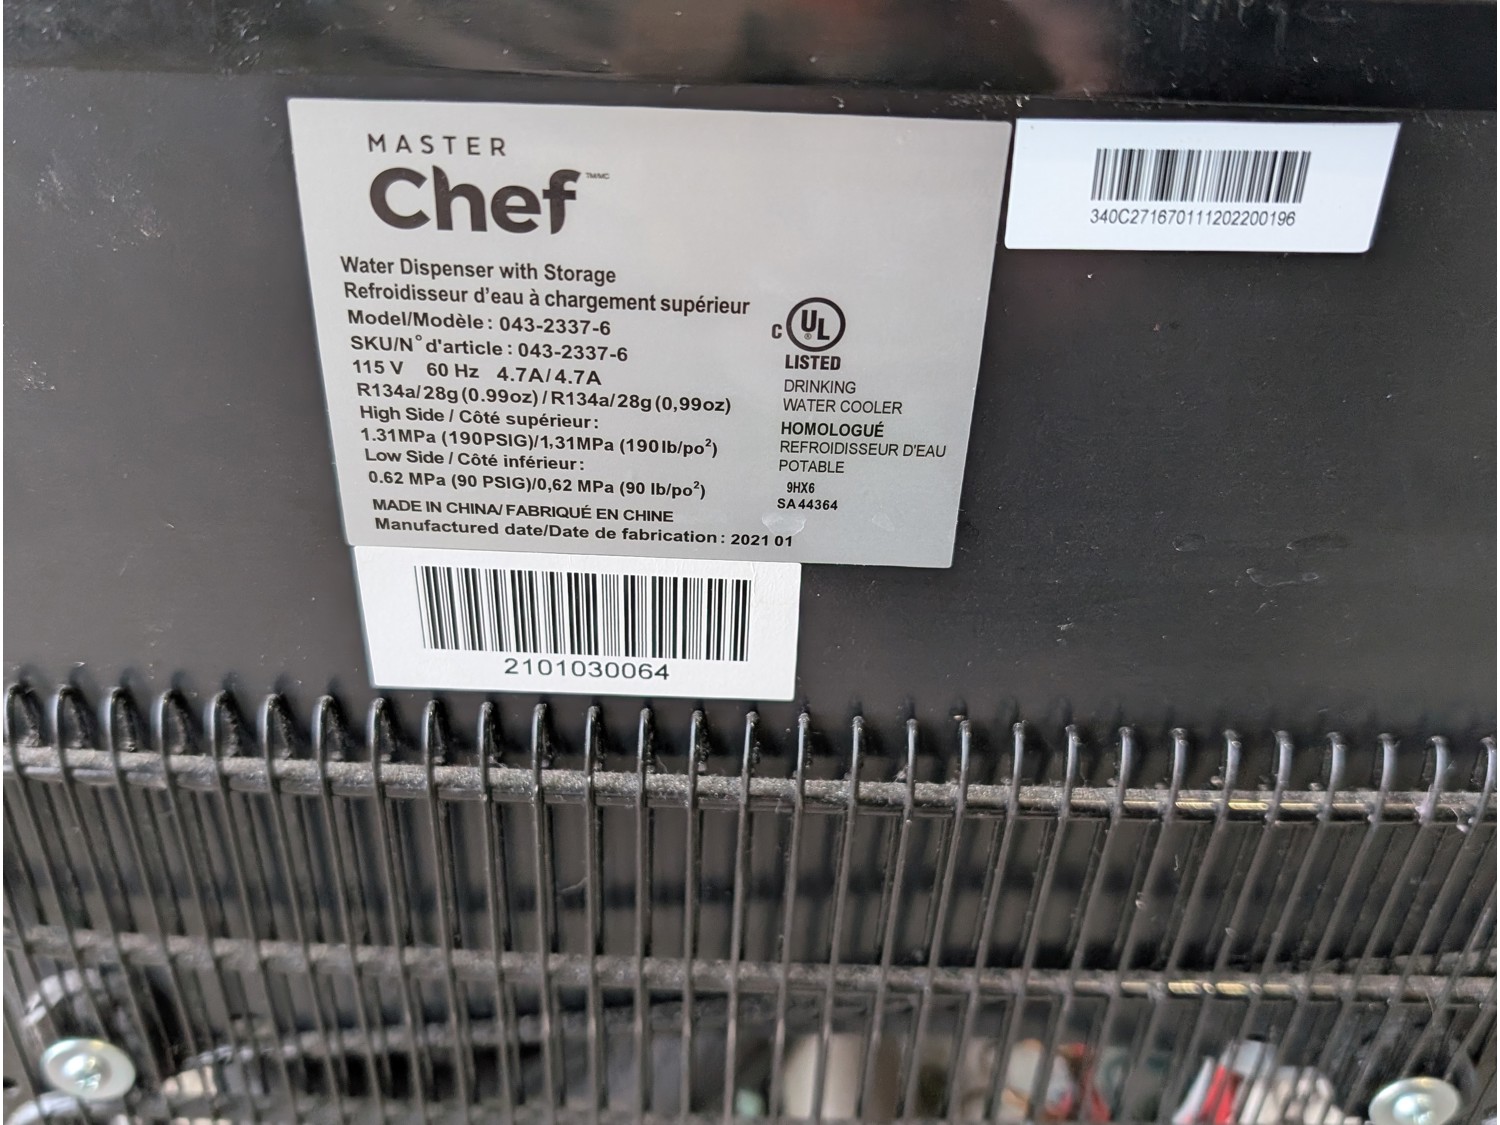 MASTER
Chef TM/MC
Water Dispenser with Storage
Refroidisseur d'eau à chargement supérieur
Model/Modèle : 043-2337-6
SKU/N° d'article : 043-2337-6
115 V 60 Hz 4.7A/4.7A
R134a/28g (0.99oz) / R134a/28g (0,99oz)
High Side / Côté supérieur :
1.31MPa (190PSIG)/1,31MPa (190 lb/po²)
Low Side / Côté inférieur :
0.62 MPa (90 PSIG)/0,62 MPa (90 lb/po²)
MADE IN CHINA/ FABRIQUÉ EN CHINE
Manufactured date/Date de fabrication : 2021 01
C UL ®
LISTED
DRINKING
WATER COOLER
HOMOLOGUÉ
REFROIDISSEUR D'EAU
POTABLE
9HX6
SA44364
340C271670111202200196
2101030064